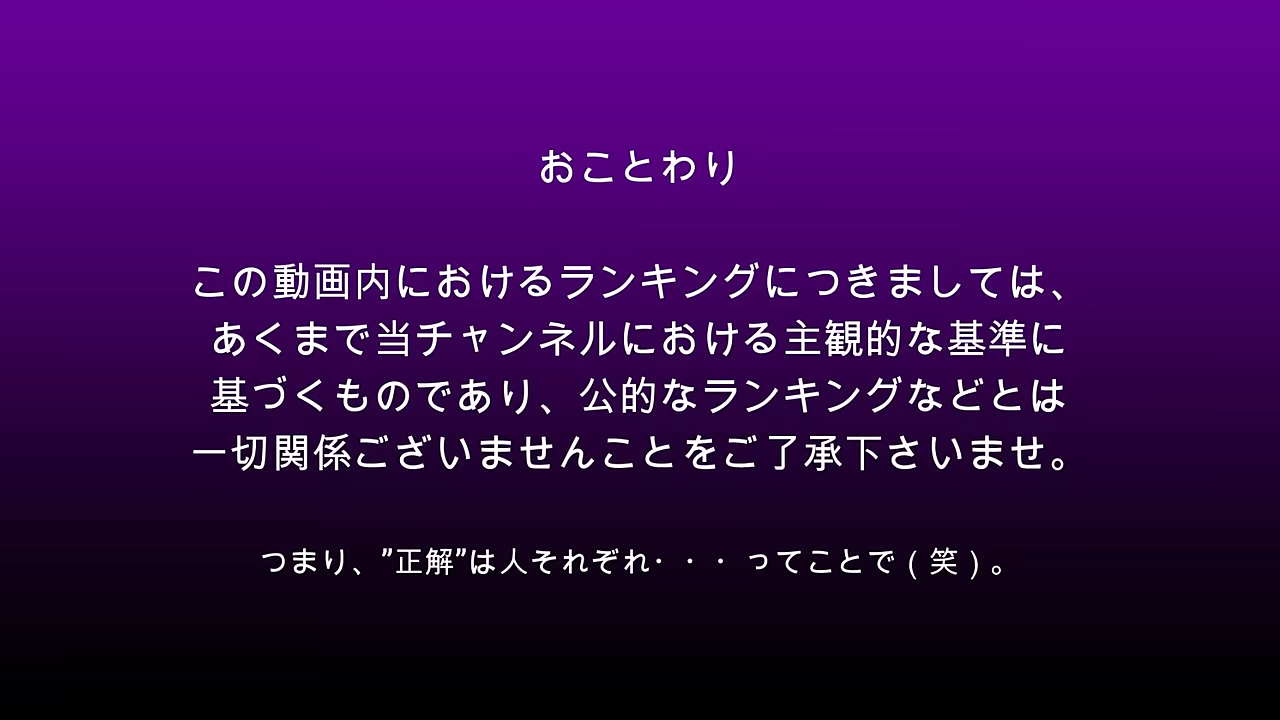 おことわり
この動画内におけるランキングにつきましては、
あくまで当チャンネルにおける主観的な基準に
基づくものであり、公的なランキングなどとは
一切関係ございませんことをご了承下さいませ。
つまり、”正解”は人それぞれ・・・ってことで（笑）。